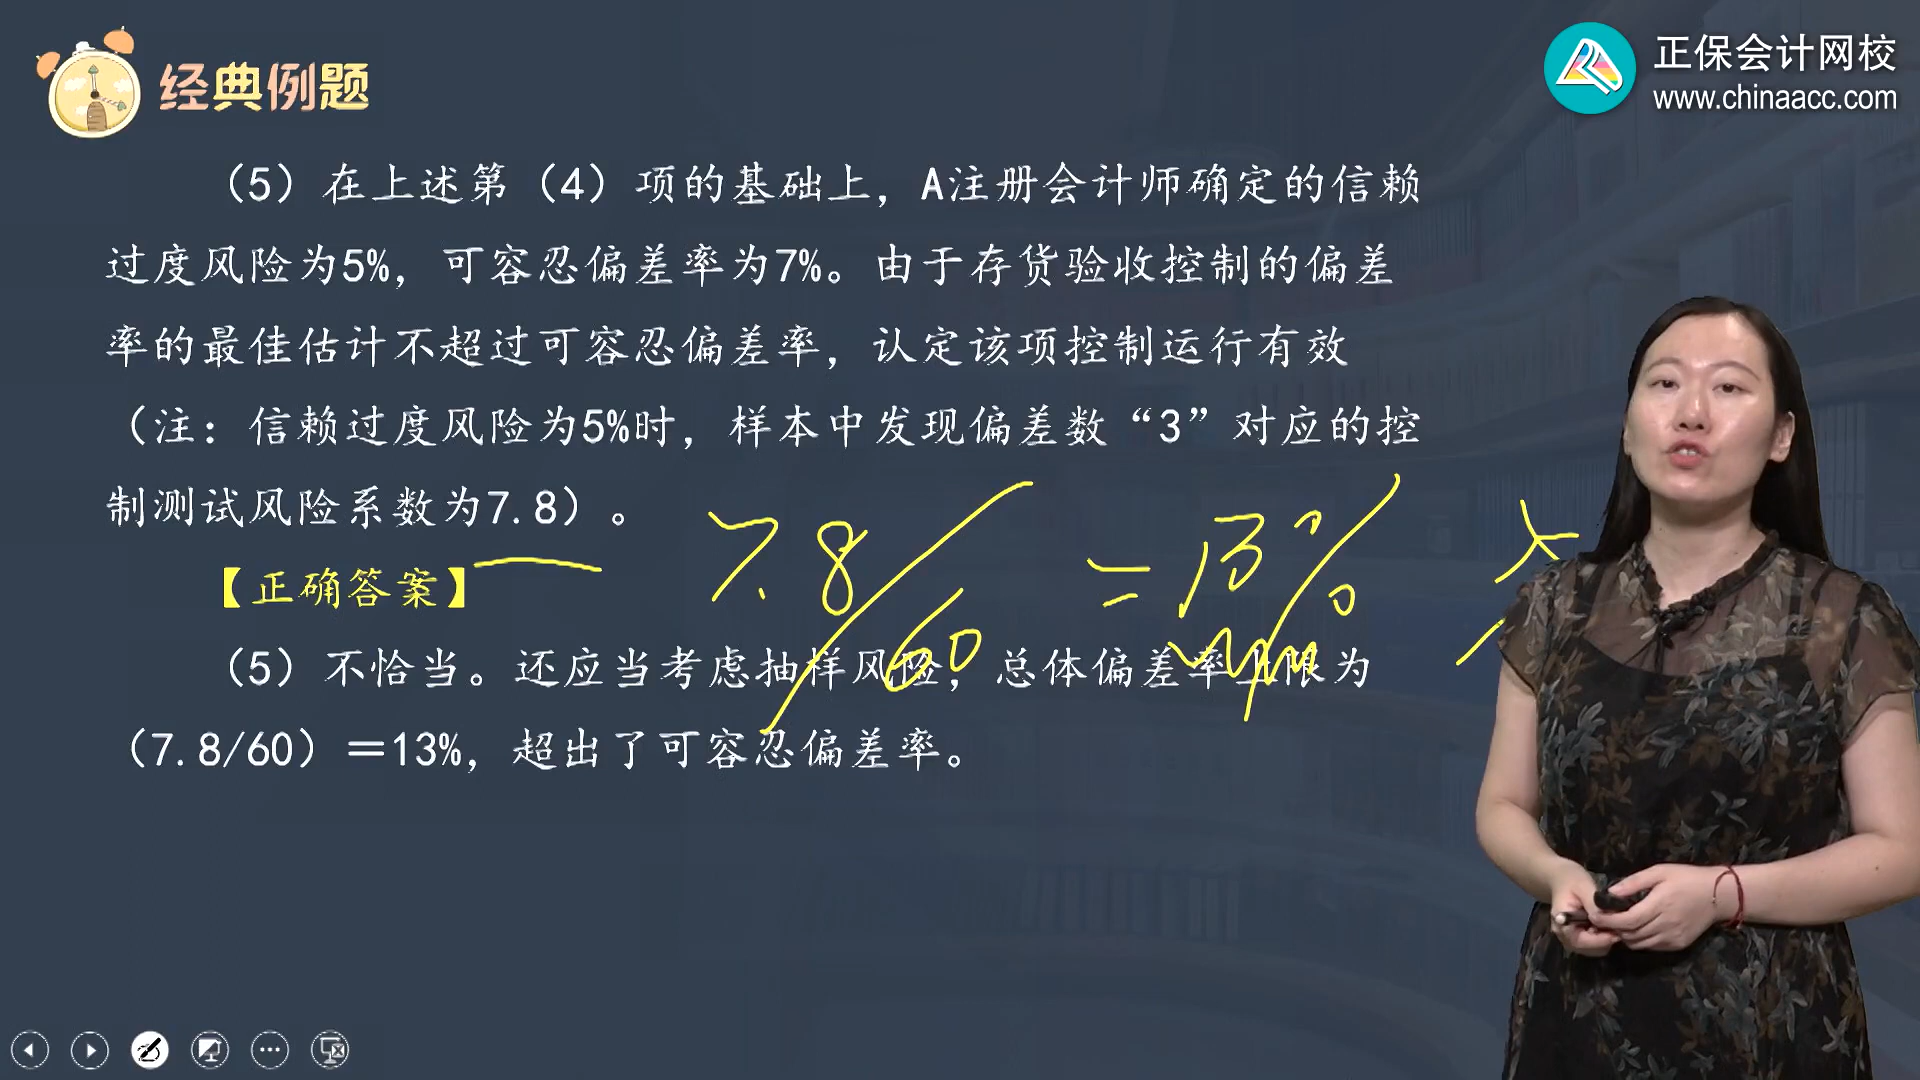 经典例题
正保会计网校
www.chinaacc.com
（5）在上述第（4）项的基础上，A注册会计师确定的信赖
过度风险为5%，可容忍偏差率为7%。由于存货验收控制的偏差
率的最佳估计不超过可容忍偏差率，认定该项控制运行有效
（注：信赖过度风险为5%时，样本中发现偏差数“3”对应的控
制测试风险系数为7.8）。
7.8/60 = 13% >
【正确答案】
（5）不恰当。还应当考虑抽样风险，总体偏差率上限为
（7.8/60）＝13%，超出了可容忍偏差率。